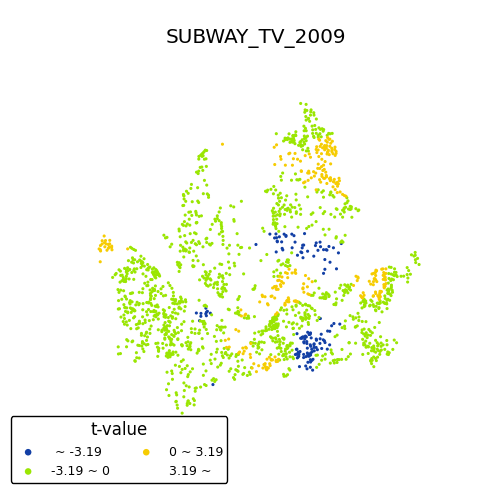 SUBWAY_TV_2009
t-value
~ -3.19
0 ~ 3.19
-3.19 ~ 0
3.19 ~